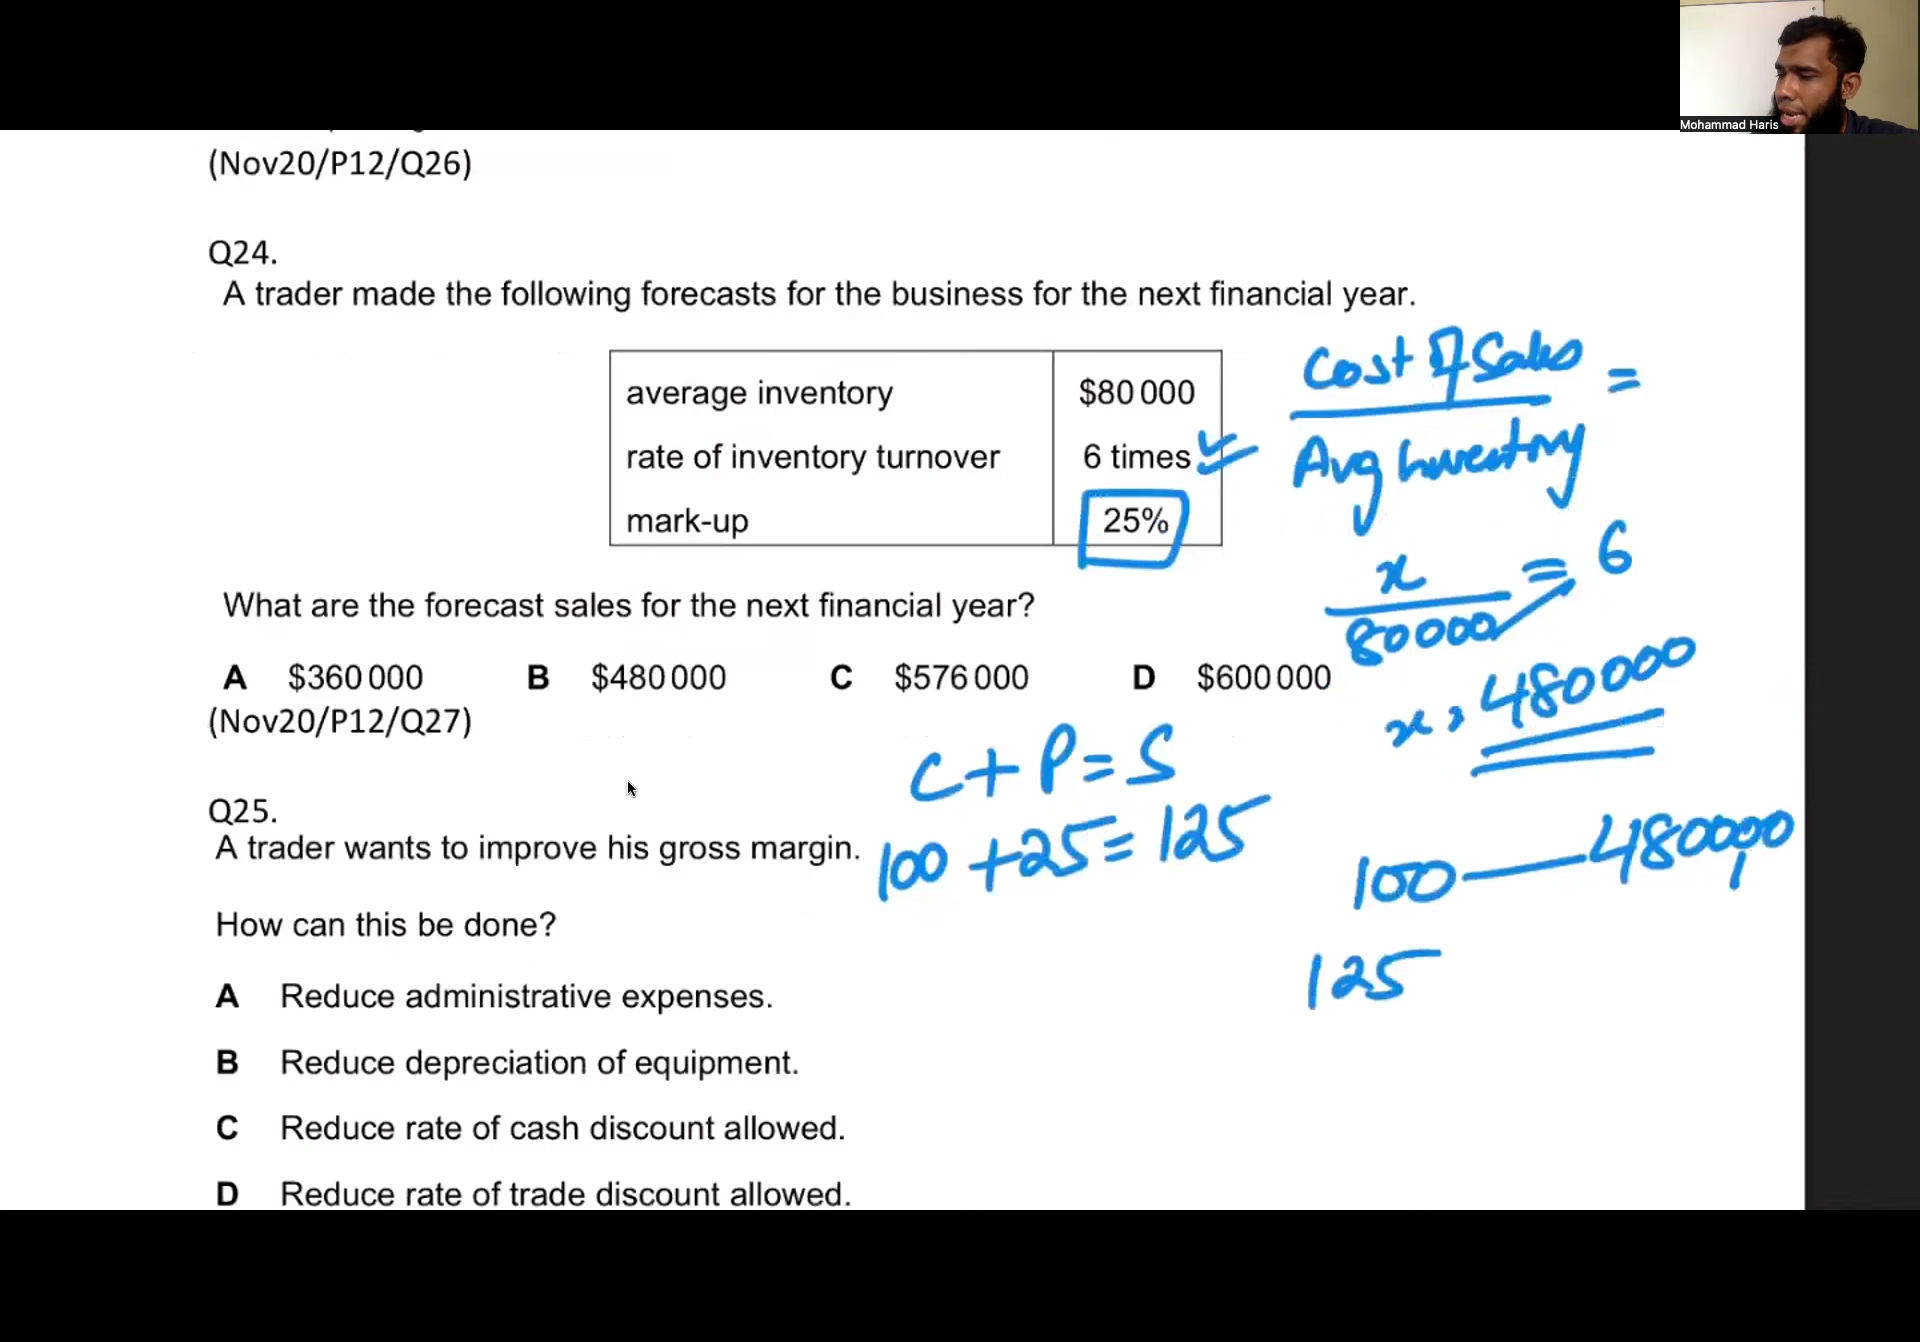 Mohammad Haris
(Nov20/P12/Q26)
Q24.
A trader made the following forecasts for the business for the next financial year.
average inventory $80 000
rate of inventory turnover 6 times
mark-up 25%
Cost of Sales =
Avg Inventory
x = 6
80000
x = 480000
What are the forecast sales for the next financial year?
A $360 000 B $480 000 C $576 000 D $600 000
(Nov20/P12/Q27)
C + P = S
100 + 25 = 125
100 — 480000
125
Q25.
A trader wants to improve his gross margin.
How can this be done?
A Reduce administrative expenses.
B Reduce depreciation of equipment.
C Reduce rate of cash discount allowed.
D Reduce rate of trade discount allowed.